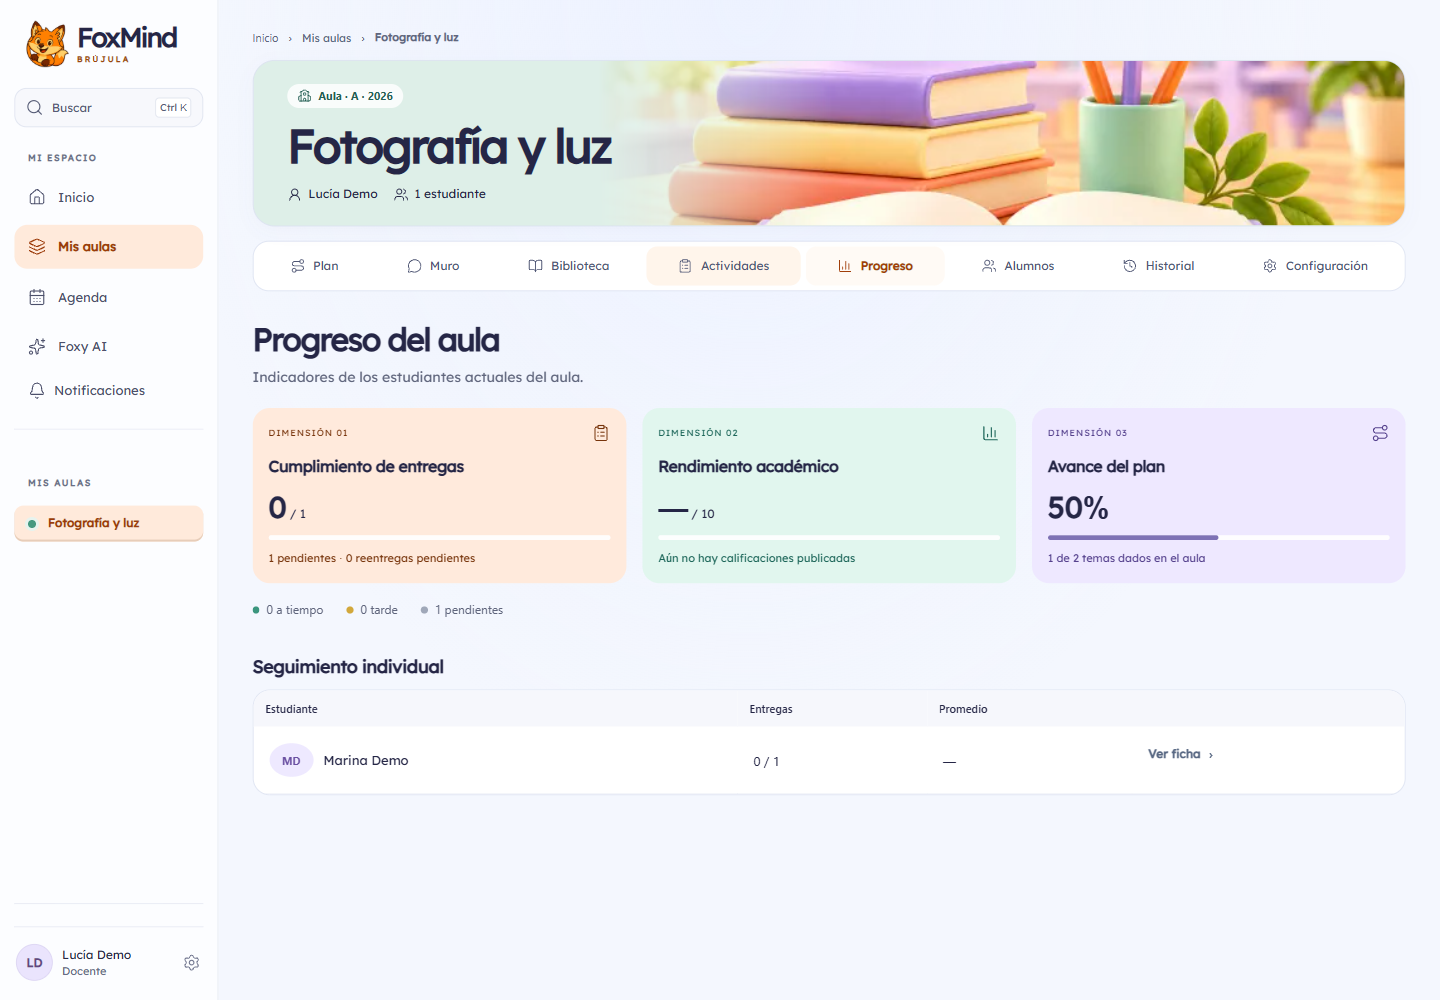 FoxMind
BRÚJULA
Buscar
Ctrl K
MI ESPACIO
Inicio
Mis aulas
Agenda
Foxy AI
Notificaciones
MIS AULAS
Fotografía y luz
LD
Lucía Demo
Docente
Inicio › Mis aulas › Fotografía y luz
Aula · A · 2026
Fotografía y luz
Lucía Demo 1 estudiante
Plan Muro Biblioteca Actividades Progreso Alumnos Historial Configuración
Progreso del aula
Indicadores de los estudiantes actuales del aula.
DIMENSIÓN 01
Cumplimiento de entregas
0 / 1
1 pendientes · 0 reentregas pendientes
DIMENSIÓN 02
Rendimiento académico
— / 10
Aún no hay calificaciones publicadas
DIMENSIÓN 03
Avance del plan
50%
1 de 2 temas dados en el aula
0 a tiempo 0 tarde 1 pendientes
Seguimiento individual
Estudiante Entregas Promedio
MD Marina Demo 0 / 1 — Ver ficha ›